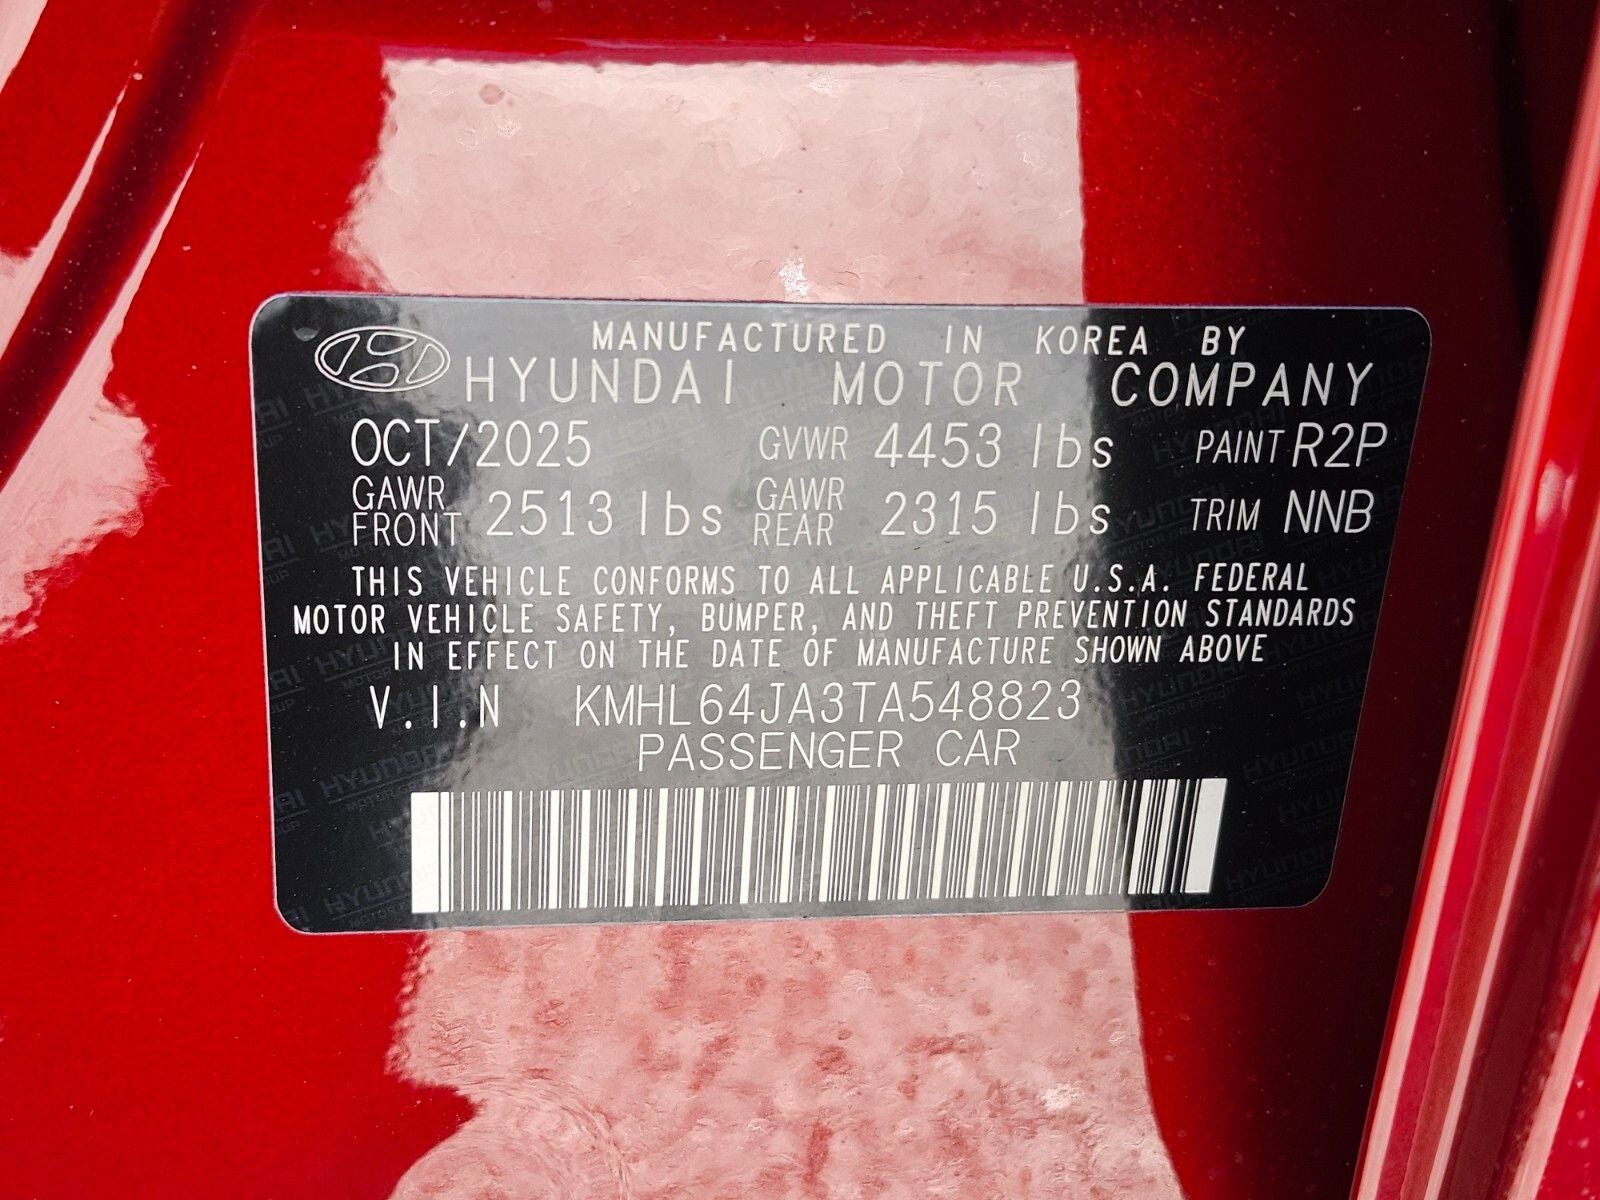 MANUFACTURED IN KOREA BY
HYUNDAI MOTOR COMPANY
OCT/2025 GVWR 4453 lbs PAINT R2P
GAWR FRONT 2513 lbs GAWR REAR 2315 lbs TRIM NNB
THIS VEHICLE CONFORMS TO ALL APPLICABLE U.S.A. FEDERAL
MOTOR VEHICLE SAFETY, BUMPER, AND THEFT PREVENTION STANDARDS
IN EFFECT ON THE DATE OF MANUFACTURE SHOWN ABOVE
V.I.N KMHL64JA3TA548823
PASSENGER CAR